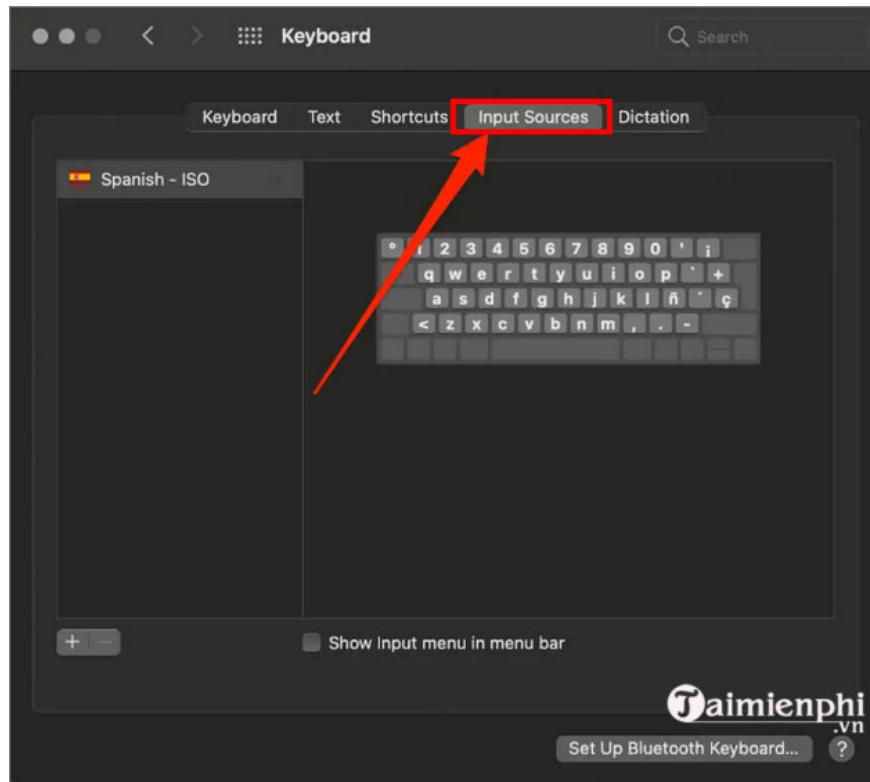 Keyboard
Search
Keyboard Text Shortcuts Input Sources Dictation
Spanish - ISO
º 1 2 3 4 5 6 7 8 9 0 ' ¡
q w e r t y u i o p ` +
a s d f g h j k l ñ ´ ç
< z x c v b n m , . -
+ −
Show Input menu in menu bar
Taimienphi
.vn
Set Up Bluetooth Keyboard... ?